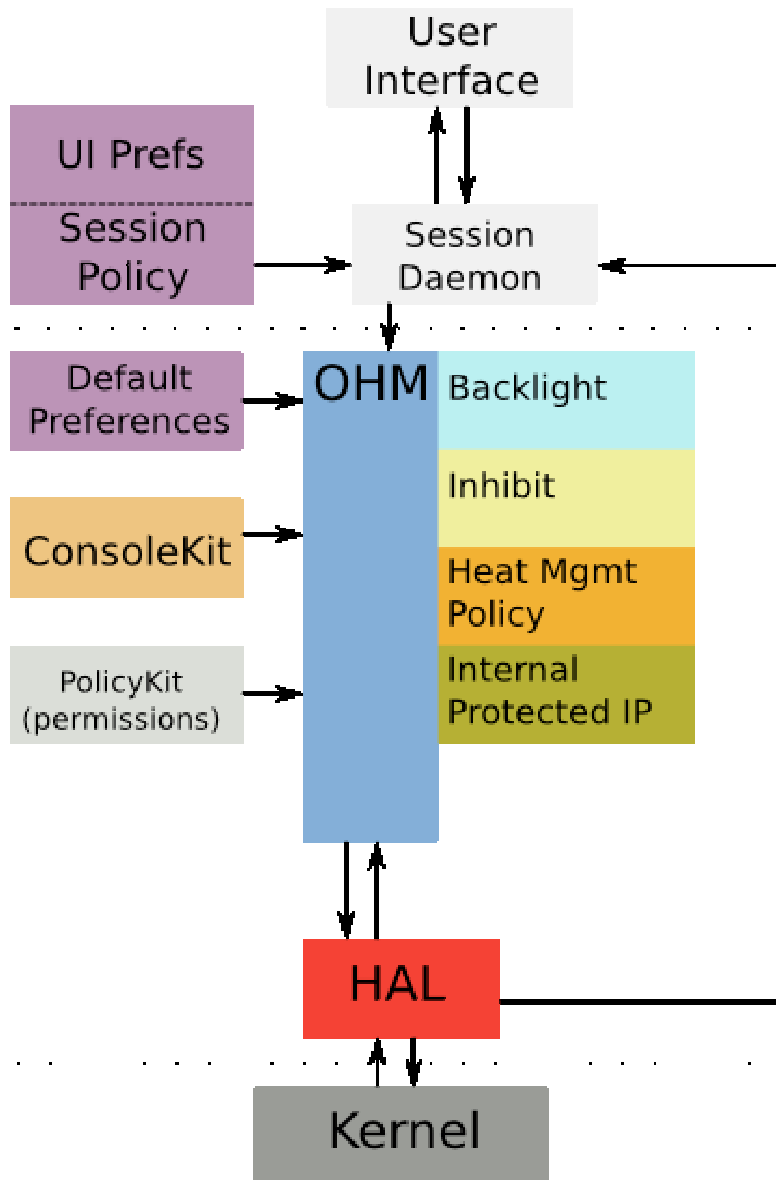 User
Interface
UI Prefs
Session
Policy
Session
Daemon
Default
Preferences
OHM
Backlight
Inhibit
ConsoleKit
Heat Mgmt
Policy
PolicyKit
(permissions)
Internal
Protected IP
HAL
Kernel